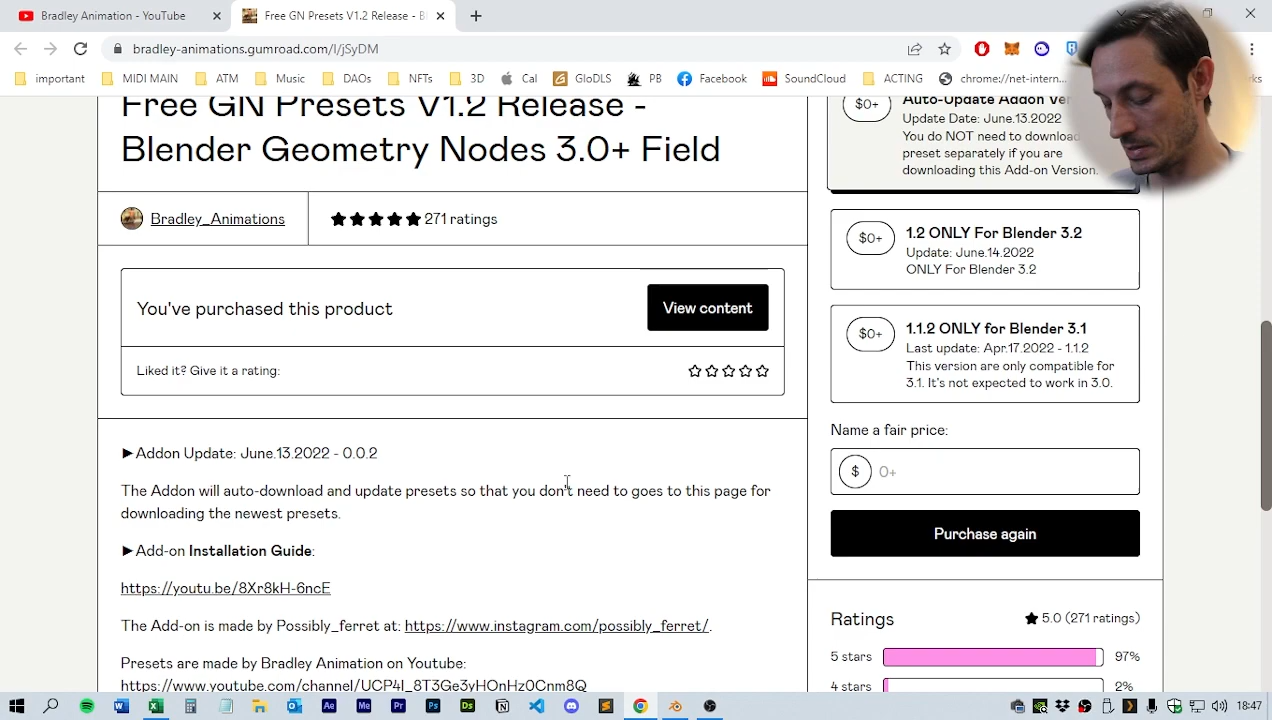 Bradley Animation - YouTube
Free GN Presets V1.2 Release - Bl
bradley-animations.gumroad.com/l/jSyDM
important
MIDI MAIN
ATM
Music
DAOs
NFTs
3D
Cal
GloDLS
PB
Facebook
SoundCloud
ACTING
chrome://net-intern...
Free GN Presets V1.2 Release -
Blender Geometry Nodes 3.0+ Field
Bradley_Animations
271 ratings
You've purchased this product
View content
Liked it? Give it a rating:
►Addon Update: June.13.2022 - 0.0.2
The Addon will auto-download and update presets so that you don't need to goes to this page for
downloading the newest presets.
►Add-on Installation Guide:
https://youtu.be/8Xr8kH-6ncE
The Add-on is made by Possibly_ferret at: https://www.instagram.com/possibly_ferret/.
Presets are made by Bradley Animation on Youtube:
https://www.youtube.com/channel/UCP4I_8T3Ge3yHOnHz0Cnm8Q
$0+
Auto-Update Addon Ver
Update Date: June.13.2022
You do NOT need to download
preset separately if you are
downloading this Add-on Version.
$0+
1.2 ONLY For Blender 3.2
Update: June.14.2022
ONLY For Blender 3.2
$0+
1.1.2 ONLY for Blender 3.1
Last update: Apr.17.2022 - 1.1.2
This version are only compatible for
3.1. It's not expected to work in 3.0.
Name a fair price:
$ 0+
Purchase again
Ratings
5.0 (271 ratings)
5 stars
97%
4 stars
2%
18:47